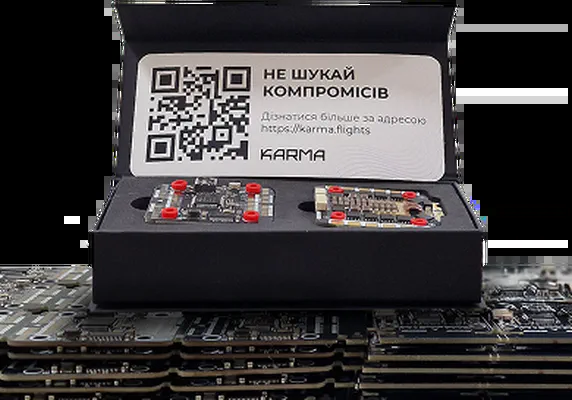 НЕ ШУКАЙ
КОМПРОМІСІВ
Дізнатися більше за адресою
https://karma.flights
KARMA